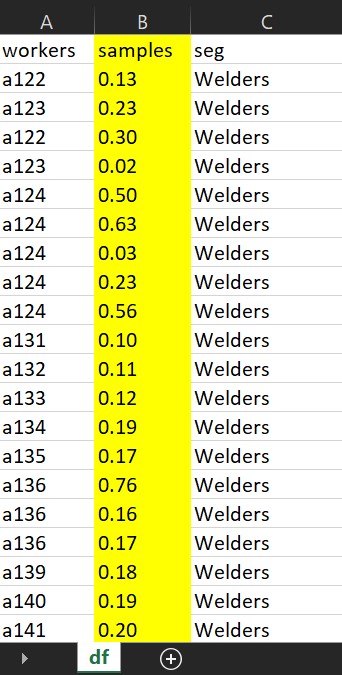 A B C
workers samples seg
a122 0.13 Welders
a123 0.23 Welders
a122 0.30 Welders
a123 0.02 Welders
a124 0.50 Welders
a124 0.63 Welders
a124 0.03 Welders
a124 0.23 Welders
a124 0.56 Welders
a131 0.10 Welders
a132 0.11 Welders
a133 0.12 Welders
a134 0.19 Welders
a135 0.17 Welders
a136 0.76 Welders
a136 0.16 Welders
a136 0.17 Welders
a139 0.18 Welders
a140 0.19 Welders
a141 0.20 Welders
df